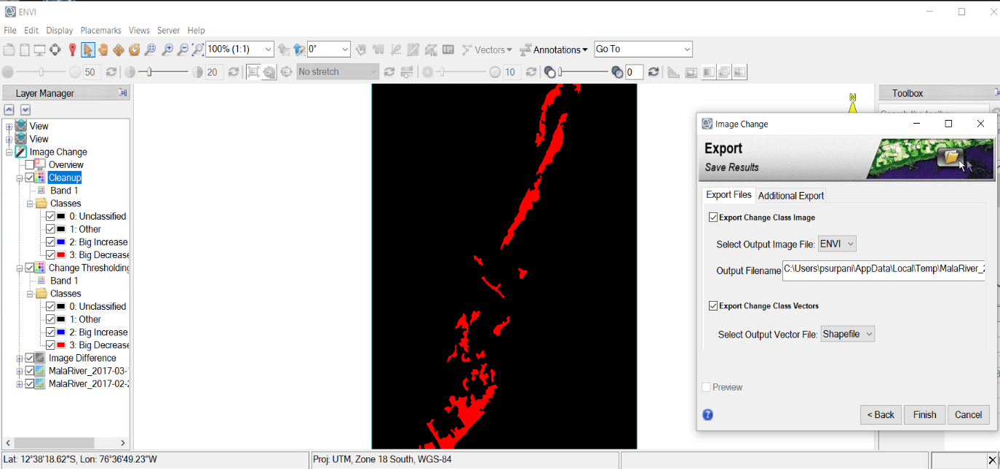 ENVI
File Edit Display Placemarks Views Server Help
100% (1:1) 0° Vectors Annotations Go To
50 20 No stretch 10 0
Layer Manager
Toolbox
N
View
View
Image Change
Overview
Cleanup
Band 1
Classes
0: Unclassified
1: Other
2: Big Increase
3: Big Decrease
Change Thresholding
Band 1
Classes
0: Unclassified
1: Other
2: Big Increase
3: Big Decrease
Image Difference
MalaRiver_2017-03-
MalaRiver_2017-02-
Image Change
Export
Save Results
Export Files Additional Export
Export Change Class Image
Select Output Image File: ENVI
Output Filename C:\Users\psurpani\AppData\Local\Temp\MalaRiver_2
Export Change Class Vectors
Select Output Vector File: Shapefile
Preview
? < Back Finish Cancel
Lat: 12°38'18.62"S, Lon: 76°36'49.23"W
Proj: UTM, Zone 18 South, WGS-84